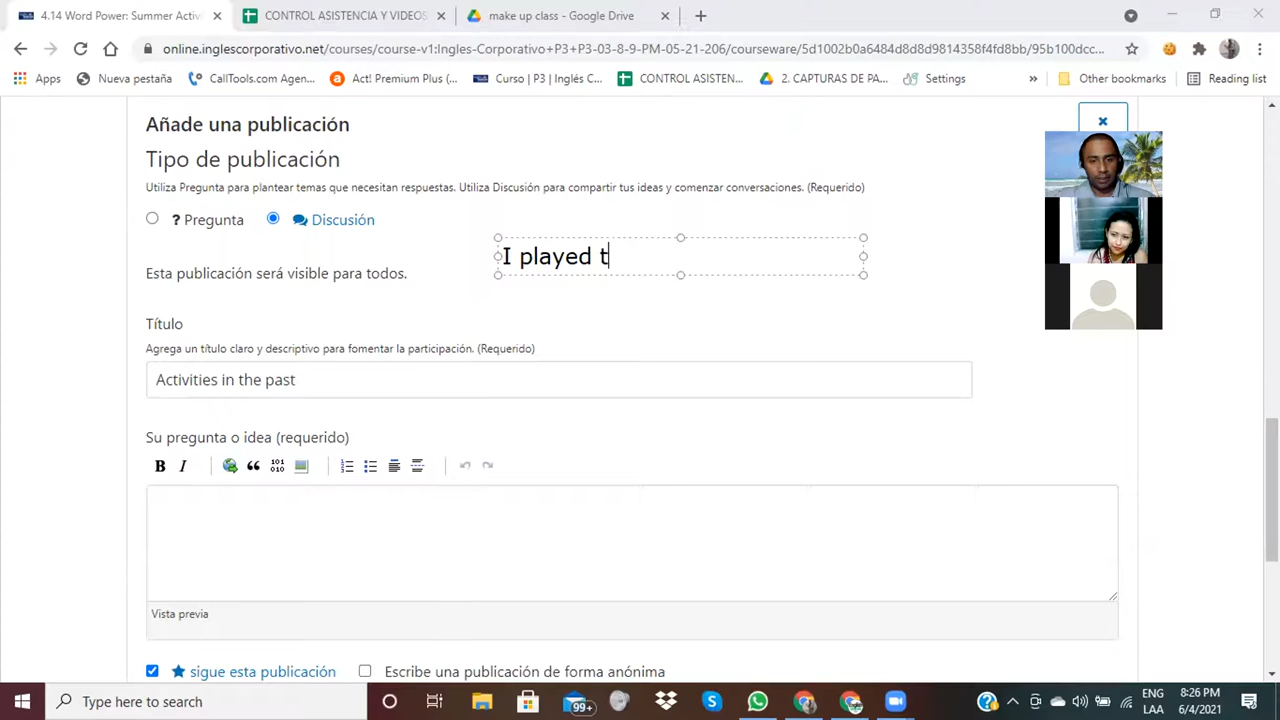 4.14 Word Power: Summer Activ
CONTROL ASISTENCIA Y VIDEOS
make up class - Google Drive
online.inglescorporativo.net/courses/course-v1:Ingles-Corporativo+P3+P3-03-8-9-PM-05-21-206/courseware/5d1002b0a6484d8d8d9814358f4fd8bb/95b100dcc...
Apps
Nueva pestaña
CallTools.com Agen...
Act! Premium Plus (...
Curso | P3 | Inglés C...
CONTROL ASISTEN...
2. CAPTURAS DE PA...
Settings
»
Other bookmarks
Reading list
Añade una publicación
Tipo de publicación
Utiliza Pregunta para plantear temas que necesitan respuestas. Utiliza Discusión para compartir tus ideas y comenzar conversaciones. (Requerido)
? Pregunta
Discusión
I played t
Esta publicación será visible para todos.
Título
Agrega un título claro y descriptivo para fomentar la participación. (Requerido)
Activities in the past
Su pregunta o idea (requerido)
B I
101
010
Vista previa
sigue esta publicación
Escribe una publicación de forma anónima
Type here to search
99+
ENG
LAA
8:26 PM
6/4/2021